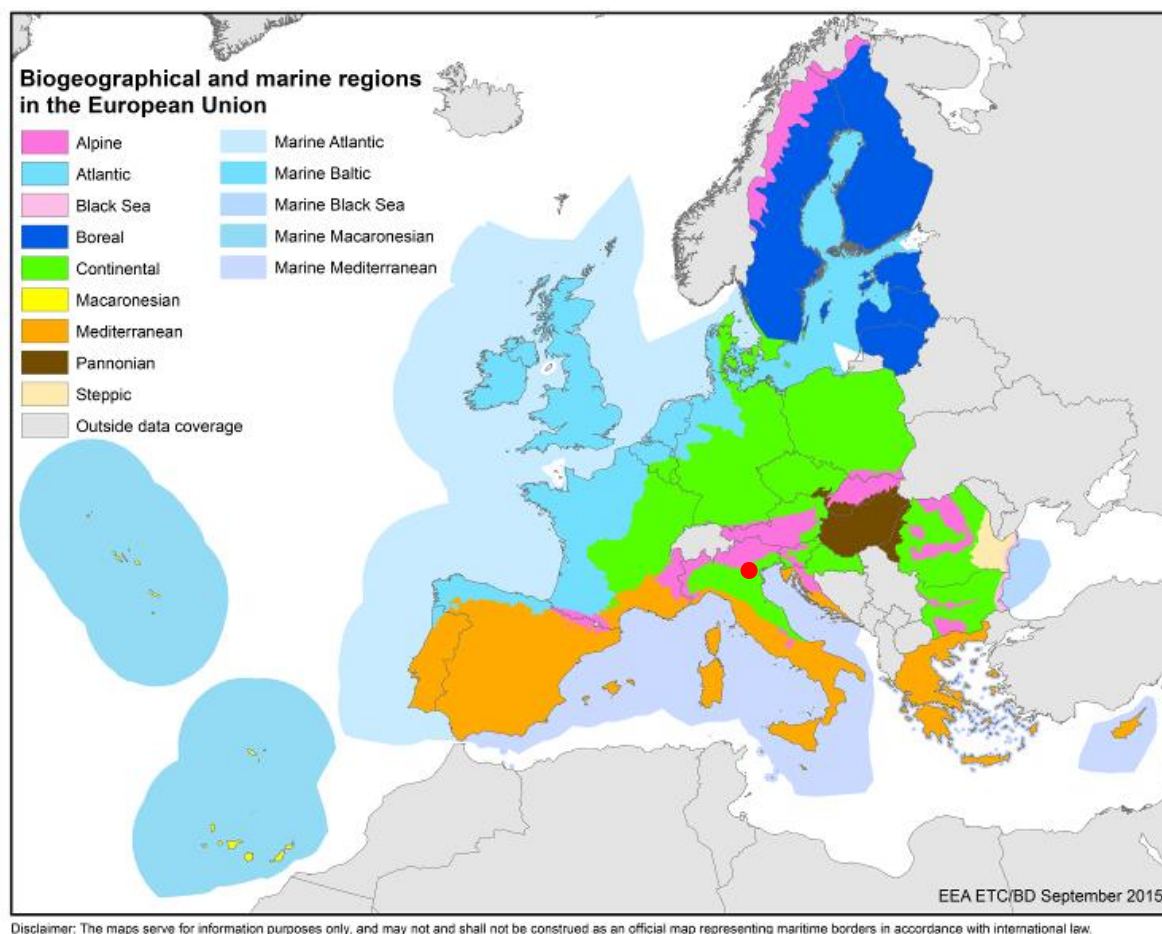 Biogeographical and marine regions
in the European Union
Alpine
Atlantic
Black Sea
Boreal
Continental
Macaronesian
Mediterranean
Pannonian
Steppic
Outside data coverage
Marine Atlantic
Marine Baltic
Marine Black Sea
Marine Macaronesian
Marine Mediterranean
EEA ETC/BD September 2015
Disclaimer: The maps serve for information purposes only, and may not and shall not be construed as an official map representing maritime borders in accordance with international law.